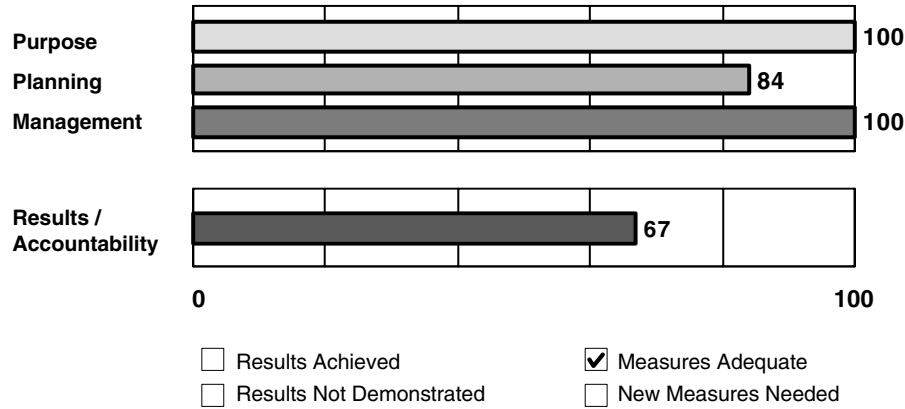 Purpose 100
Planning 84
Management 100
Results / 
Accountability 67
0 100
Results Achieved Measures Adequate
Results Not Demonstrated New Measures Needed